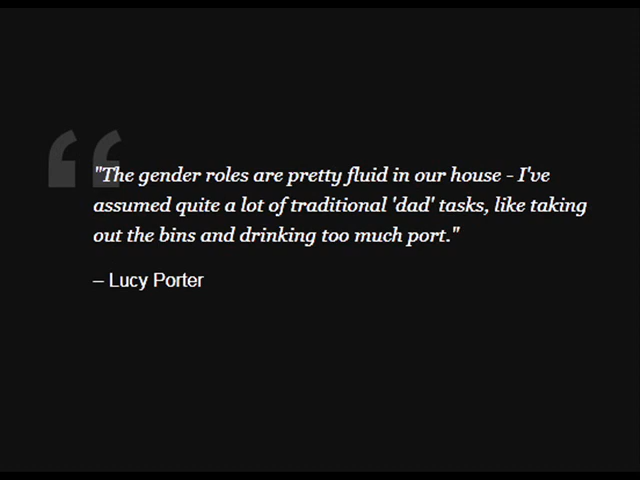 "The gender roles are pretty fluid in our house - I've
assumed quite a lot of traditional 'dad' tasks, like taking
out the bins and drinking too much port."
– Lucy Porter